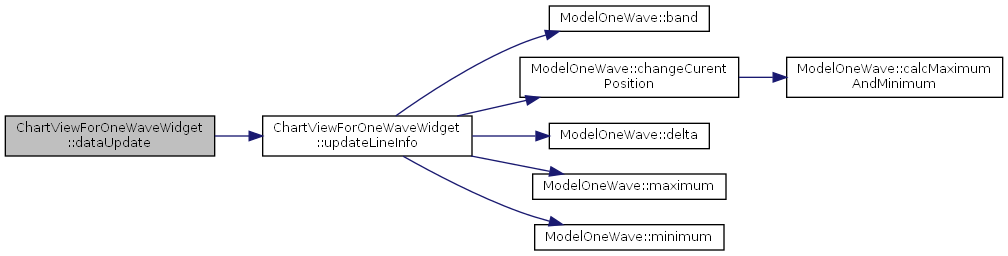 ChartViewForOneWaveWidget
::dataUpdate
ChartViewForOneWaveWidget
::updateLineInfo
ModelOneWave::band
ModelOneWave::changeCurent
Position
ModelOneWave::calcMaximum
AndMinimum
ModelOneWave::delta
ModelOneWave::maximum
ModelOneWave::minimum